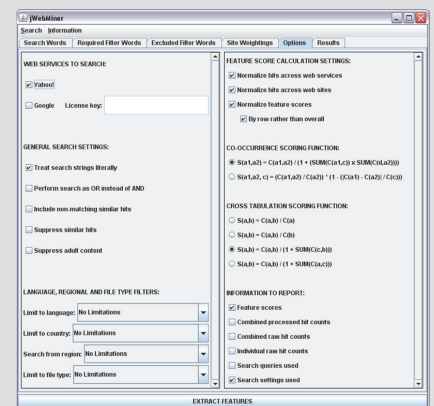 jWebMiner
Search Information
Search Words Required Filter Words Excluded Filter Words Site Weightings Options Results
WEB SERVICES TO SEARCH:
Yahoo!
Google License key:
GENERAL SEARCH SETTINGS:
Treat search strings literally
Perform search as OR instead of AND
Include non-matching similar hits
Suppress similar hits
Suppress adult content
LANGUAGE, REGIONAL AND FILE TYPE FILTERS:
Limit to language: No Limitations
Limit to country: No Limitations
Search from region: No Limitations
Limit to file type: No Limitations
FEATURE SCORE CALCULATION SETTINGS:
Normalize hits across web services
Normalize hits across web sites
Normalize feature scores
By row rather than overall
CO-OCCURRENCE SCORING FUNCTION:
S(a1,a2) = C(a1,a2) / (1 + (SUM(C(a1,c)) x SUM(C(d,a2))))
S(a1,a2, c) = (C(a1,a2) / C(a2)) * (1 - (|C(a1) - C(a2)| / C(c)))
CROSS TABULATION SCORING FUNCTION:
S(a,b) = C(a,b) / C(a)
S(a,b) = C(a,b) / C(b)
S(a,b) = C(a,b) / (1 + SUM(C(c,b)))
S(a,b) = C(a,b) / (1 + SUM(C(a,c)))
INFORMATION TO REPORT:
Feature scores
Combined processed hit counts
Combined raw hit counts
Individual raw hit counts
Search queries used
Search settings used
EXTRACT FEATURES